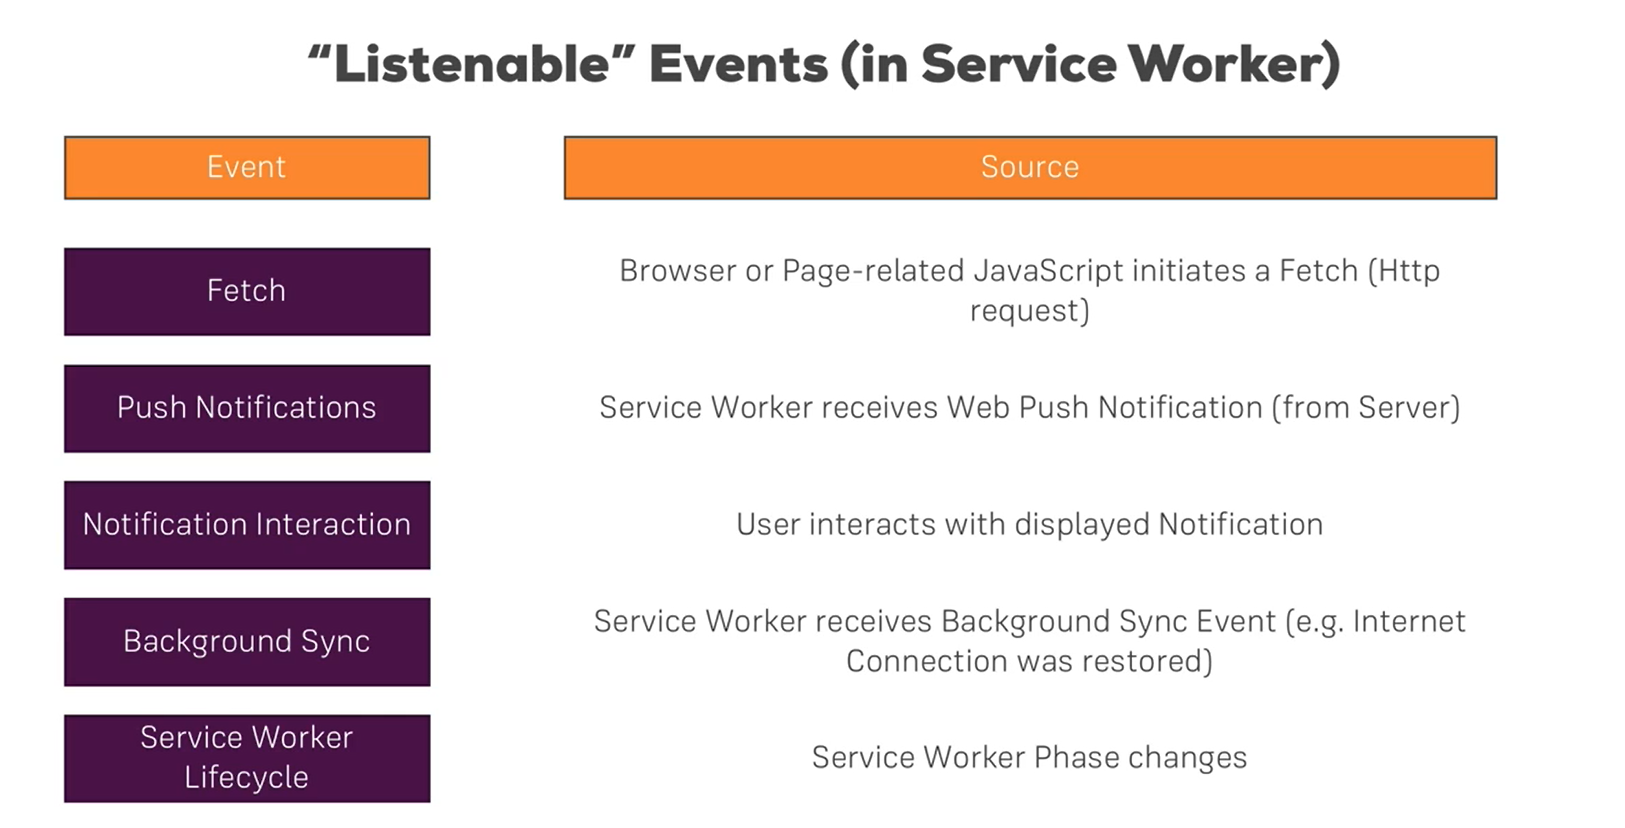 “Listenable” Events (in Service Worker)
Event
Source
Fetch
Browser or Page-related JavaScript initiates a Fetch (Http
request)
Push Notifications
Service Worker receives Web Push Notification (from Server)
Notification Interaction
User interacts with displayed Notification
Background Sync
Service Worker receives Background Sync Event (e.g. Internet
Connection was restored)
Service Worker
Lifecycle
Service Worker Phase changes